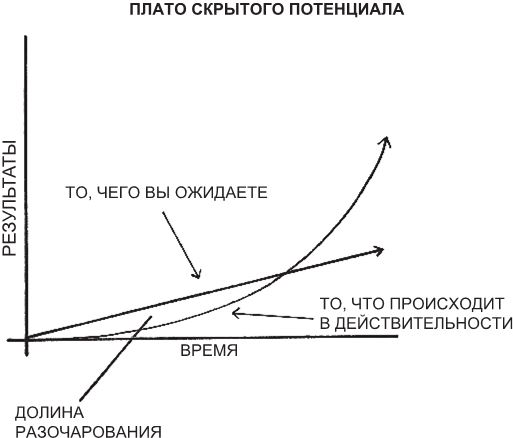 ПЛАТО СКРЫТОГО ПОТЕНЦИАЛА
РЕЗУЛЬТАТЫ
ТО, ЧЕГО ВЫ ОЖИДАЕТЕ
ТО, ЧТО ПРОИСХОДИТ
В ДЕЙСТВИТЕЛЬНОСТИ
ВРЕМЯ
ДОЛИНА
РАЗОЧАРОВАНИЯ